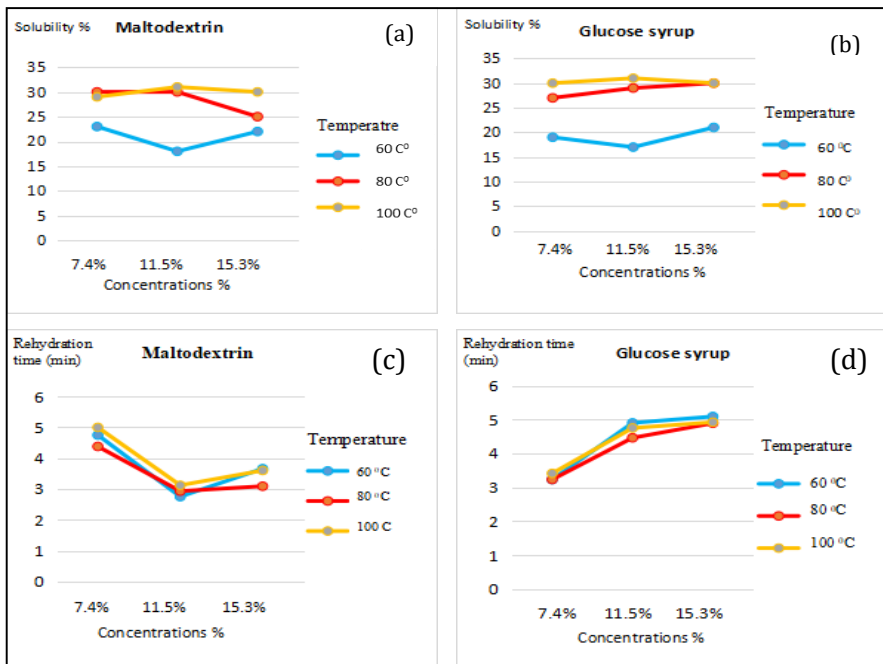 Solubility %
Maltodextrin
(a)
35
30
25
20
15
10
5
0
7.4% 11.5% 15.3%
Concentrations %
Temperatre
60 C⁰
80 C⁰
100 C⁰
Solubility %
Glucose syrup
(b)
35
30
25
20
15
10
5
0
7.4% 11.5% 15.3%
Concentrations %
Temperature
60 ⁰C
80 C⁰
100 C⁰
Rehydration
time (min)
Maltodextrin
(c)
6
5
4
3
2
1
0
7.4% 11.5% 15.3%
Concentrations %
Temperature
60 ⁰C
80 ⁰C
100 C
Rehydration time
(min)
Glucose syrup
(d)
6
5
4
3
2
1
0
7.4% 11.5% 15.3%
Concentrations %
Temperature
60 ⁰C
80 ⁰C
100 ⁰C